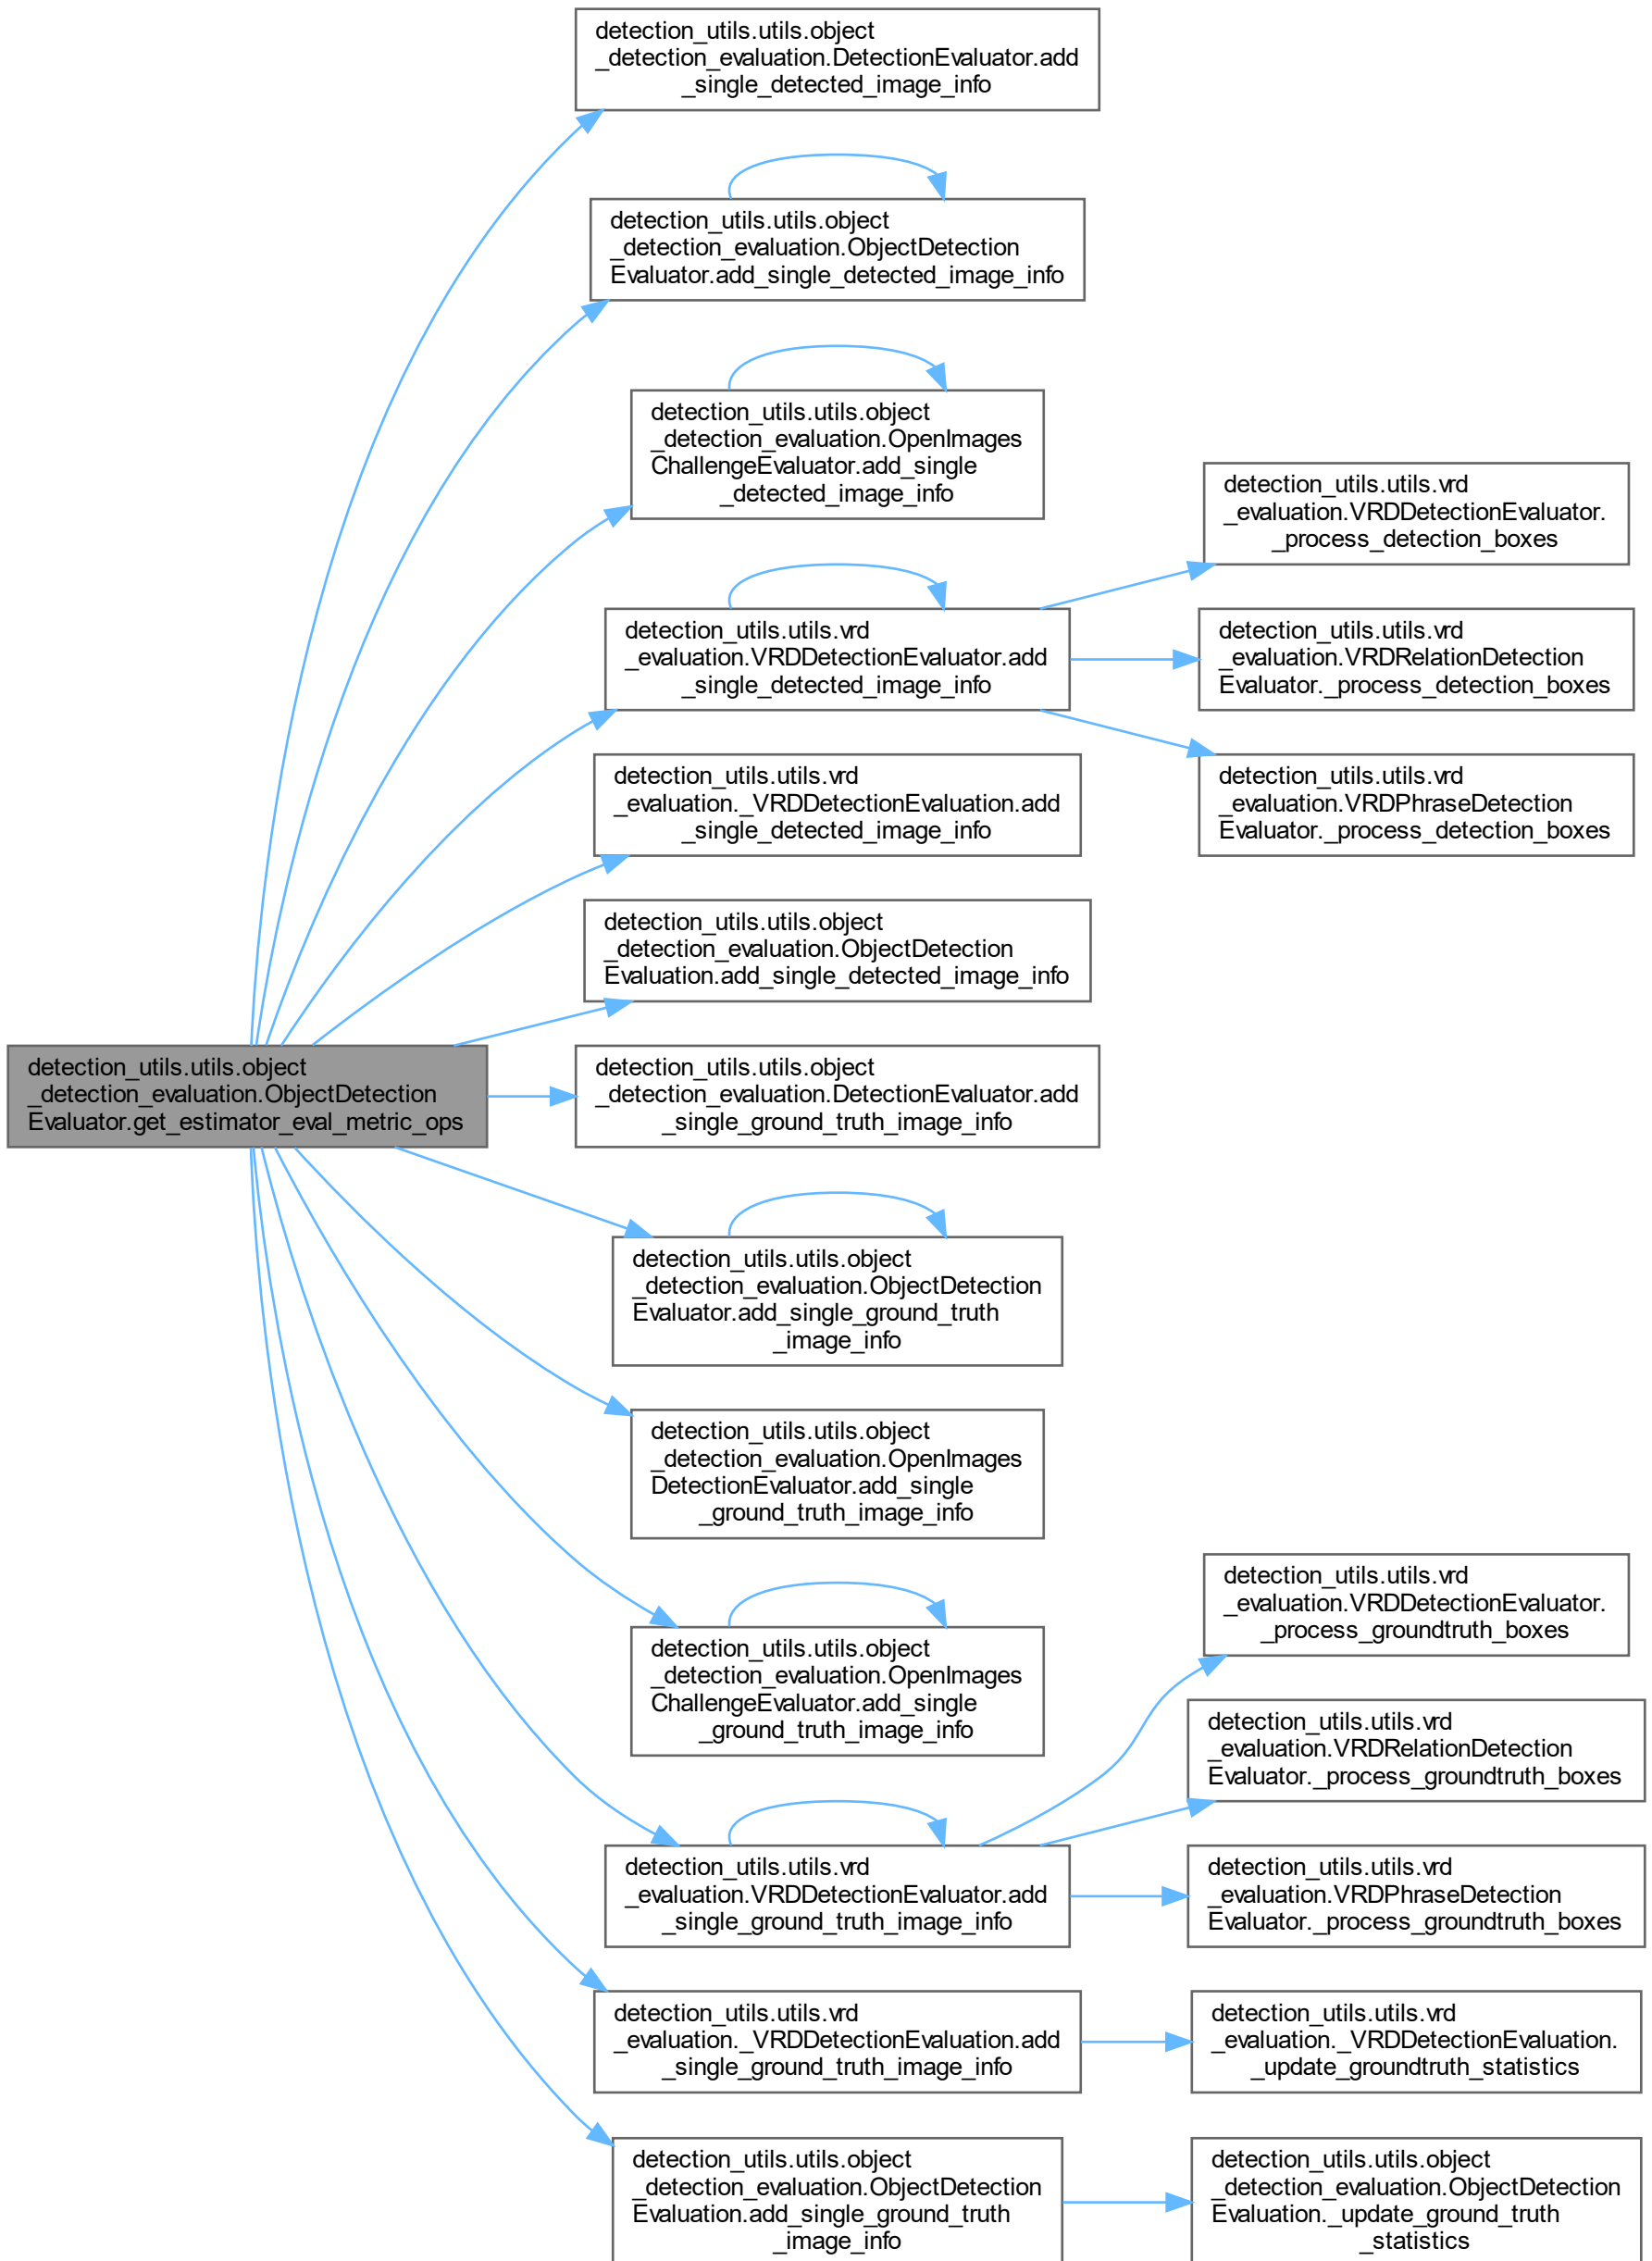 detection_utils.utils.object
_detection_evaluation.DetectionEvaluator.add
_single_detected_image_info
detection_utils.utils.object
_detection_evaluation.ObjectDetection
Evaluator.add_single_detected_image_info
detection_utils.utils.object
_detection_evaluation.OpenImages
ChallengeEvaluator.add_single
_detected_image_info
detection_utils.utils.vrd
_evaluation.VRDDetectionEvaluator.add
_single_detected_image_info
detection_utils.utils.vrd
_evaluation.VRDDetectionEvaluator.
_process_detection_boxes
detection_utils.utils.vrd
_evaluation.VRDRelationDetection
Evaluator._process_detection_boxes
detection_utils.utils.vrd
_evaluation.VRDPhraseDetection
Evaluator._process_detection_boxes
detection_utils.utils.vrd
_evaluation._VRDDetectionEvaluation.add
_single_detected_image_info
detection_utils.utils.object
_detection_evaluation.ObjectDetection
Evaluation.add_single_detected_image_info
detection_utils.utils.object
_detection_evaluation.ObjectDetection
Evaluator.get_estimator_eval_metric_ops
detection_utils.utils.object
_detection_evaluation.DetectionEvaluator.add
_single_ground_truth_image_info
detection_utils.utils.object
_detection_evaluation.ObjectDetection
Evaluator.add_single_ground_truth
_image_info
detection_utils.utils.object
_detection_evaluation.OpenImages
DetectionEvaluator.add_single
_ground_truth_image_info
detection_utils.utils.object
_detection_evaluation.OpenImages
ChallengeEvaluator.add_single
_ground_truth_image_info
detection_utils.utils.vrd
_evaluation.VRDDetectionEvaluator.
_process_groundtruth_boxes
detection_utils.utils.vrd
_evaluation.VRDRelationDetection
Evaluator._process_groundtruth_boxes
detection_utils.utils.vrd
_evaluation.VRDDetectionEvaluator.add
_single_ground_truth_image_info
detection_utils.utils.vrd
_evaluation.VRDPhraseDetection
Evaluator._process_groundtruth_boxes
detection_utils.utils.vrd
_evaluation._VRDDetectionEvaluation.add
_single_ground_truth_image_info
detection_utils.utils.vrd
_evaluation._VRDDetectionEvaluation.
_update_groundtruth_statistics
detection_utils.utils.object
_detection_evaluation.ObjectDetection
Evaluation.add_single_ground_truth
_image_info
detection_utils.utils.object
_detection_evaluation.ObjectDetection
Evaluation._update_ground_truth
_statistics